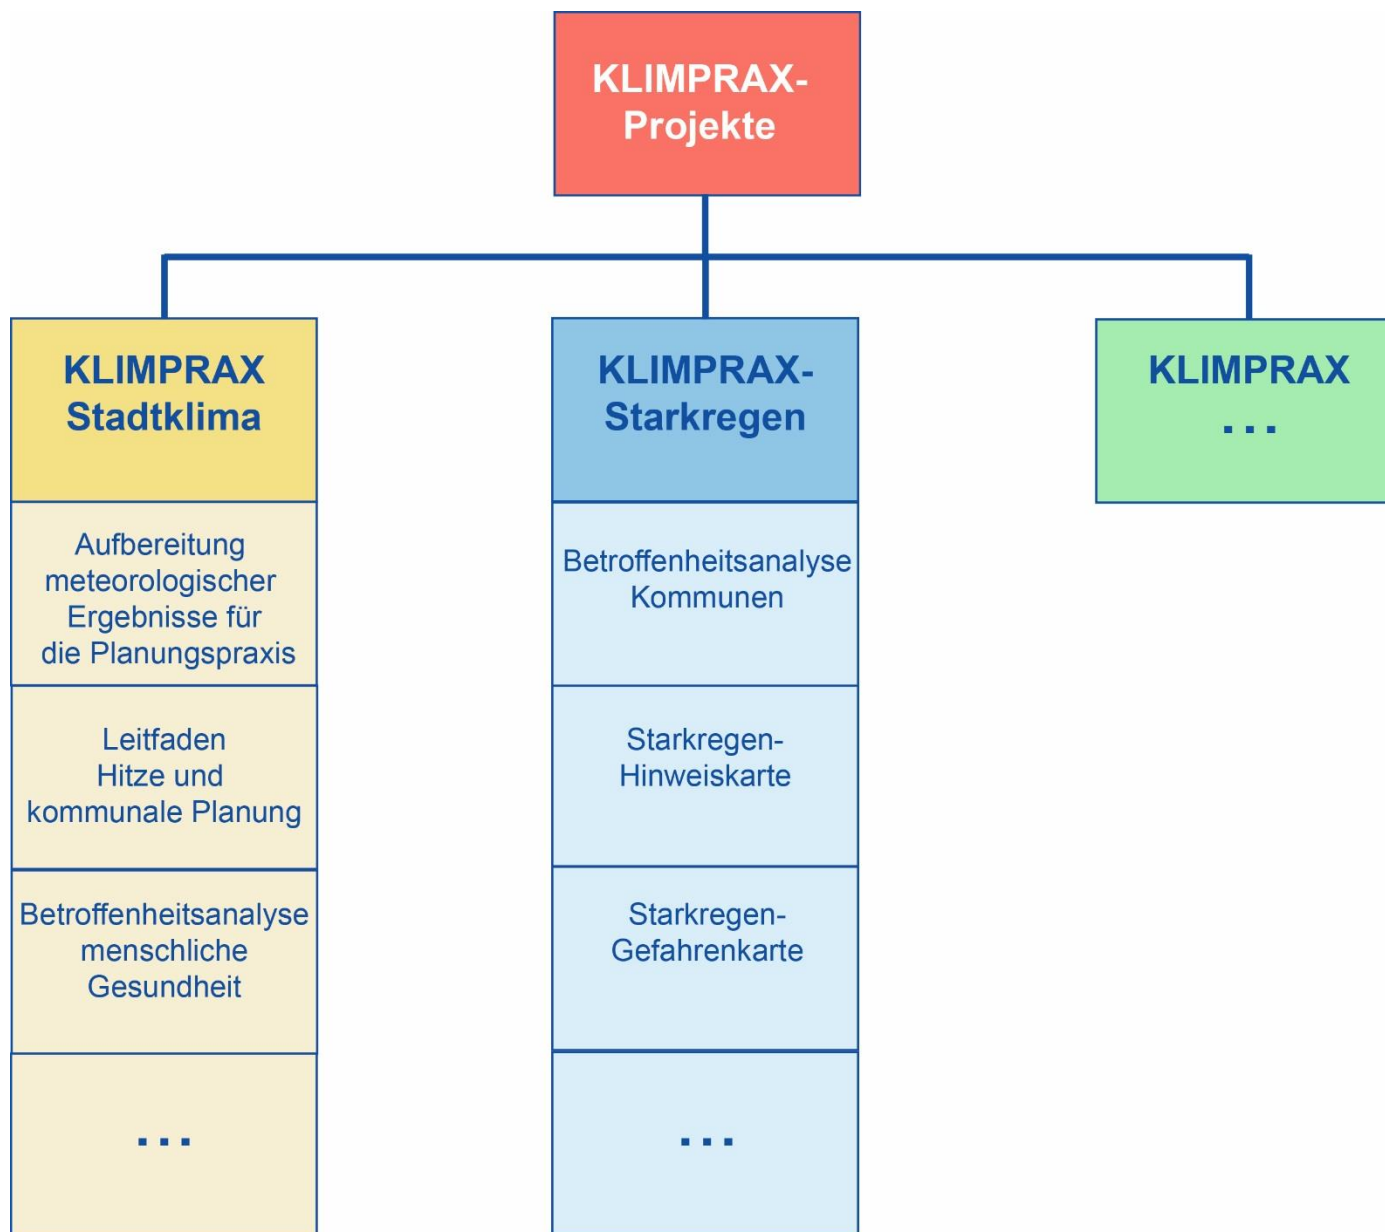 KLIMPRAX-
Projekte
KLIMPRAX
Stadtklima
Aufbereitung
meteorologischer
Ergebnisse für
die Planungspraxis
Leitfaden
Hitze und
kommunale Planung
Betroffenheitsanalyse
menschliche
Gesundheit
...
KLIMPRAX-
Starkregen
Betroffenheitsanalyse
Kommunen
Starkregen-
Hinweiskarte
Starkregen-
Gefahrenkarte
...
KLIMPRAX
...